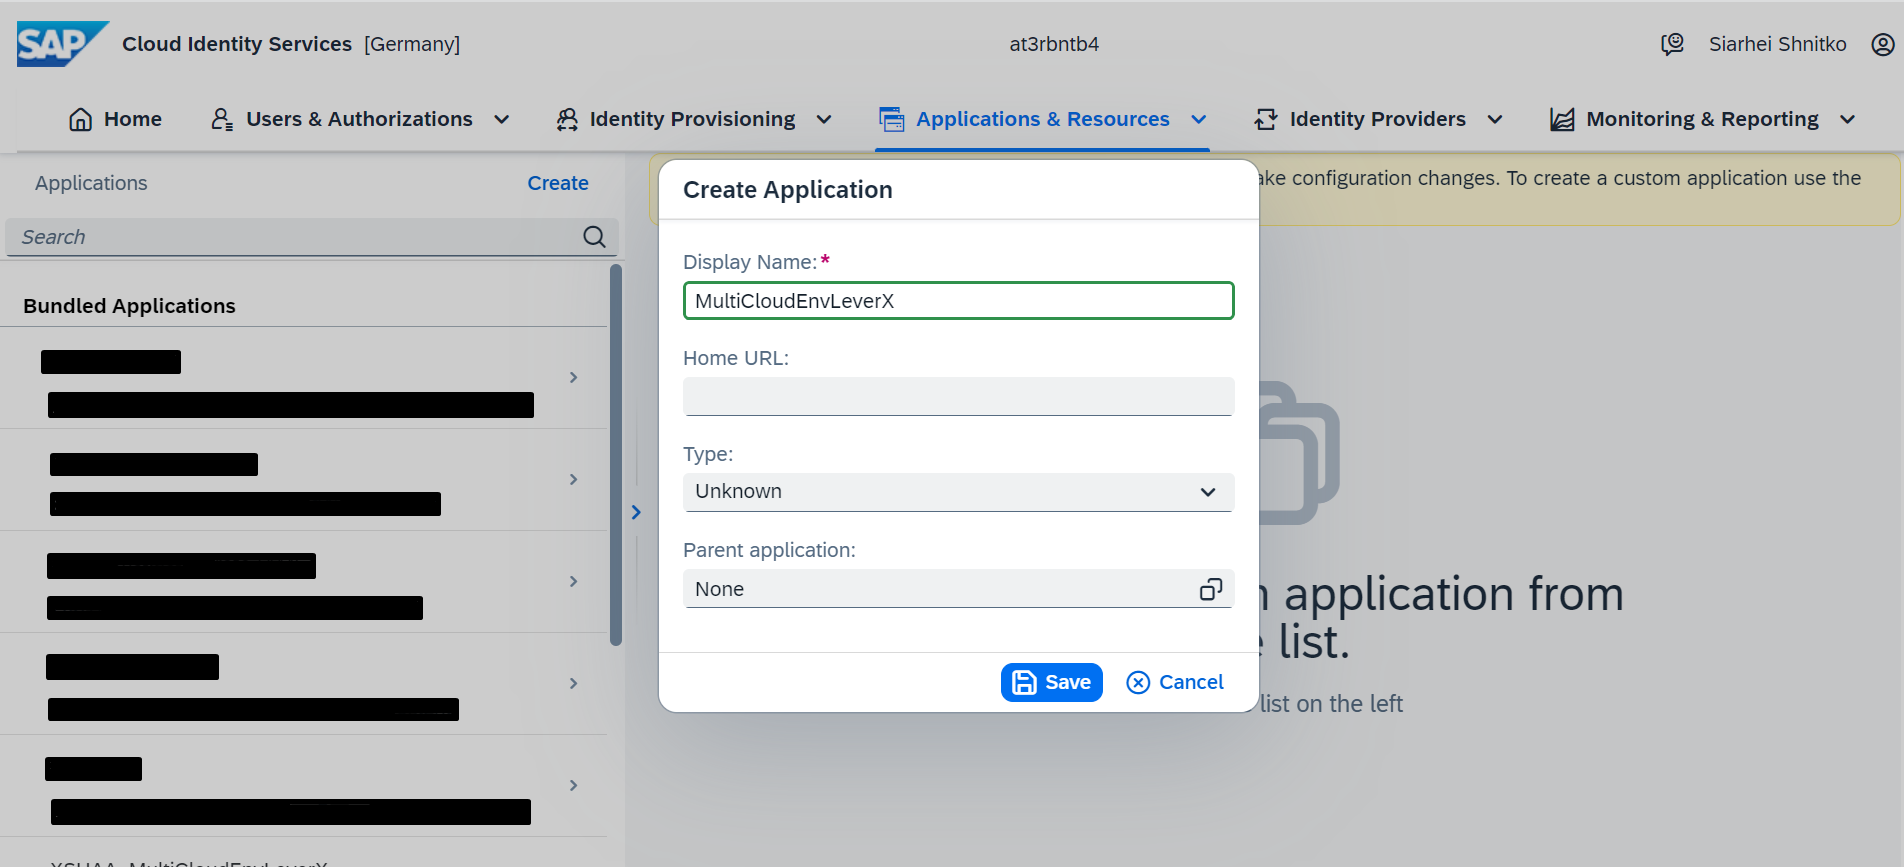 SAP Cloud Identity Services [Germany] at3rbntb4 Siarhei Shnitko
Home Users & Authorizations Identity Provisioning Applications & Resources Identity Providers Monitoring & Reporting
Applications Create
Search
Bundled Applications
ake configuration changes. To create a custom application use the
Create Application
Display Name:*
MultiCloudEnvLeverX
Home URL:
Type:
Unknown
Parent application:
None
Save Cancel
application from
list.
list on the left